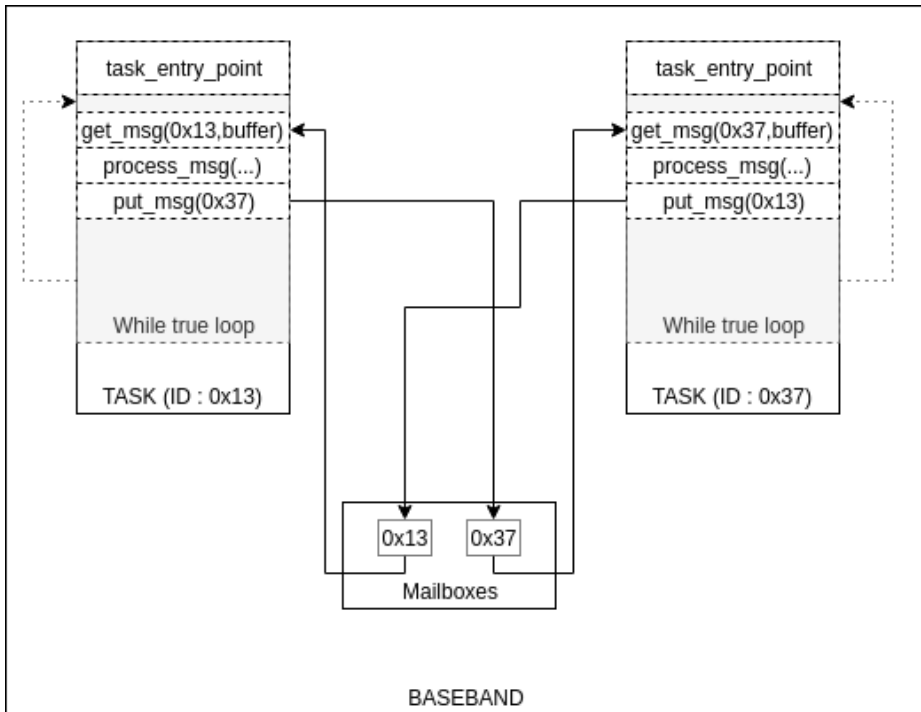 task_entry_point
get_msg(0x13,buffer)
process_msg(...)
put_msg(0x37)
While true loop
TASK (ID : 0x13)
task_entry_point
get_msg(0x37,buffer)
process_msg(...)
put_msg(0x13)
While true loop
TASK (ID : 0x37)
0x13
0x37
Mailboxes
BASEBAND